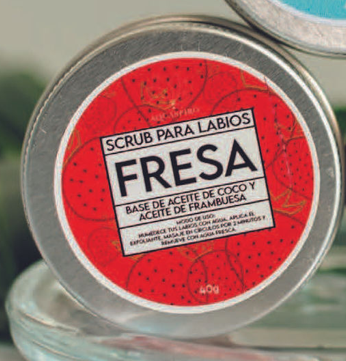 SCRUB PARA LABIOS
FRESA
BASE DE ACEITE DE COCO Y
ACEITE DE FRAMBUESA
MODO DE USO:
HUMEDECE TUS LABIOS CON AGUA, APLICA EL
EXFOLIANTE, MASAJE EN CÍRCULOS POR 2 MINUTOS Y
REMUEVE CON AGUA FRESCA.
40g